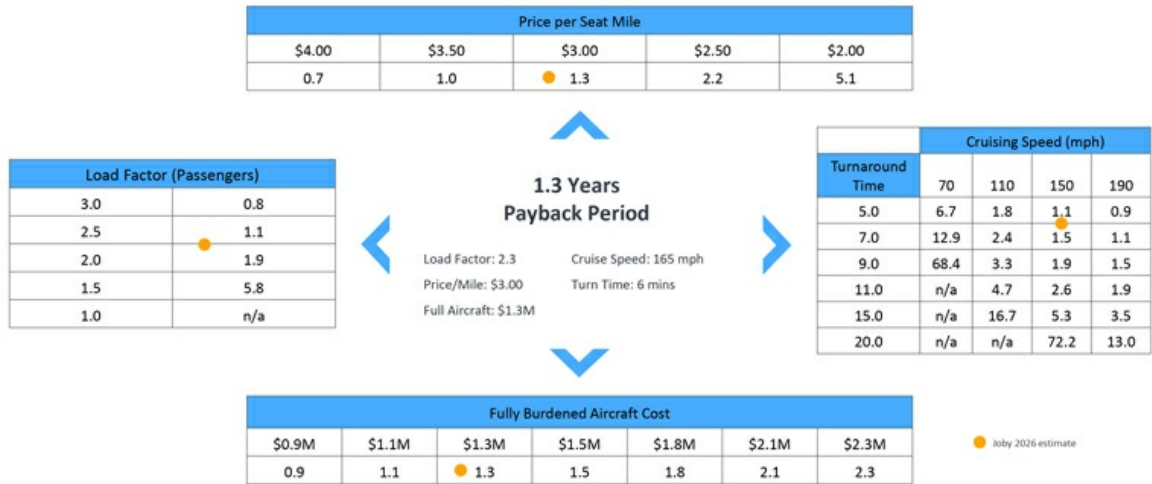 Price per Seat Mile
$4.00 $3.50 $3.00 $2.50 $2.00
0.7 1.0 1.3 2.2 5.1
Load Factor (Passengers)
3.0 0.8
2.5 1.1
2.0 1.9
1.5 5.8
1.0 n/a
1.3 Years
Payback Period
Load Factor: 2.3 Cruise Speed: 165 mph
Price/Mile: $3.00 Turn Time: 6 mins
Full Aircraft: $1.3M
Cruising Speed (mph)
Turnaround
Time 70 110 150 190
5.0 6.7 1.8 1.1 0.9
7.0 12.9 2.4 1.5 1.1
9.0 68.4 3.3 1.9 1.5
11.0 n/a 4.7 2.6 1.9
15.0 n/a 16.7 5.3 3.5
20.0 n/a n/a 72.2 13.0
Fully Burdened Aircraft Cost
$0.9M $1.1M $1.3M $1.5M $1.8M $2.1M $2.3M
0.9 1.1 1.3 1.5 1.8 2.1 2.3
Joby 2026 estimate